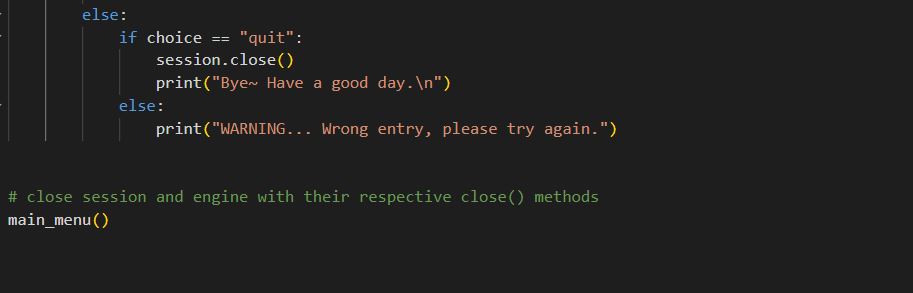 else:
if choice == "quit":
session.close()
print("Bye~ Have a good day.\n")
else:
print("WARNING... Wrong entry, please try again.")
# close session and engine with their respective close() methods
main_menu()